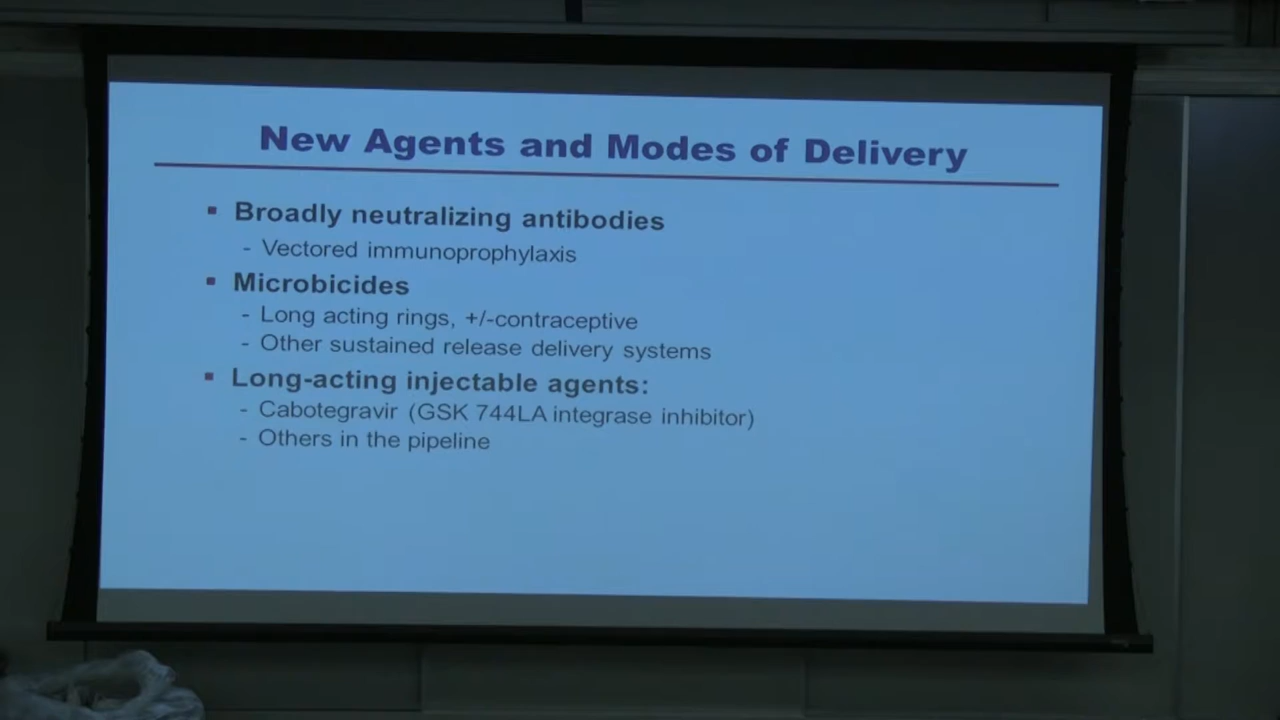 New Agents and Modes of Delivery
▪ Broadly neutralizing antibodies
- Vectored immunoprophylaxis
▪ Microbicides
- Long acting rings, +/-contraceptive
- Other sustained release delivery systems
▪ Long-acting injectable agents:
- Cabotegravir (GSK 744LA integrase inhibitor)
- Others in the pipeline